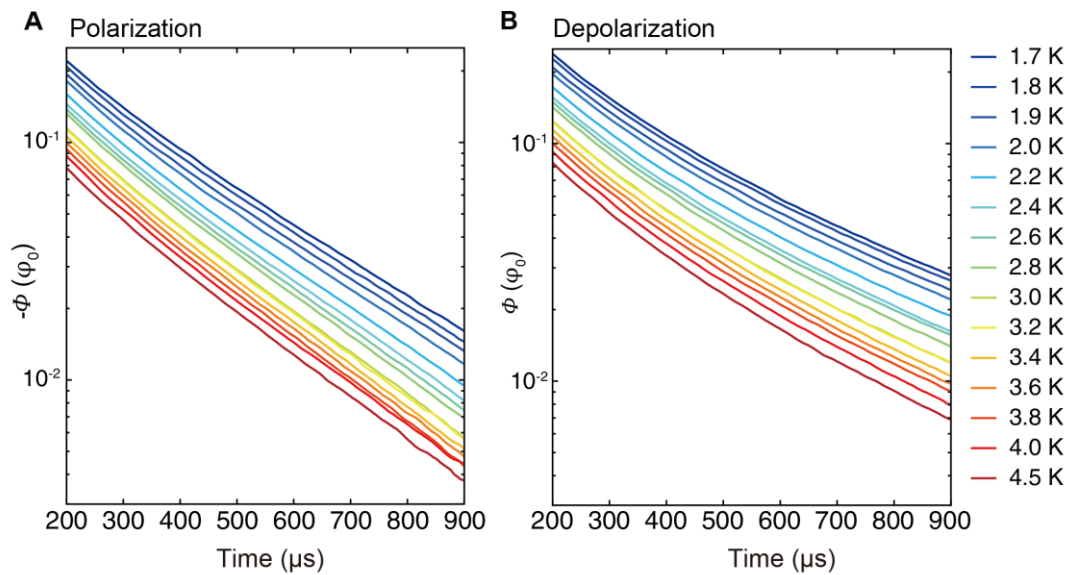 A Polarization
B Depolarization
-Φ (φ₀)
10⁻¹
10⁻²
200 300 400 500 600 700 800 900
Time (µs)
Φ (φ₀)
10⁻¹
10⁻²
200 300 400 500 600 700 800 900
Time (µs)
1.7 K
1.8 K
1.9 K
2.0 K
2.2 K
2.4 K
2.6 K
2.8 K
3.0 K
3.2 K
3.4 K
3.6 K
3.8 K
4.0 K
4.5 K